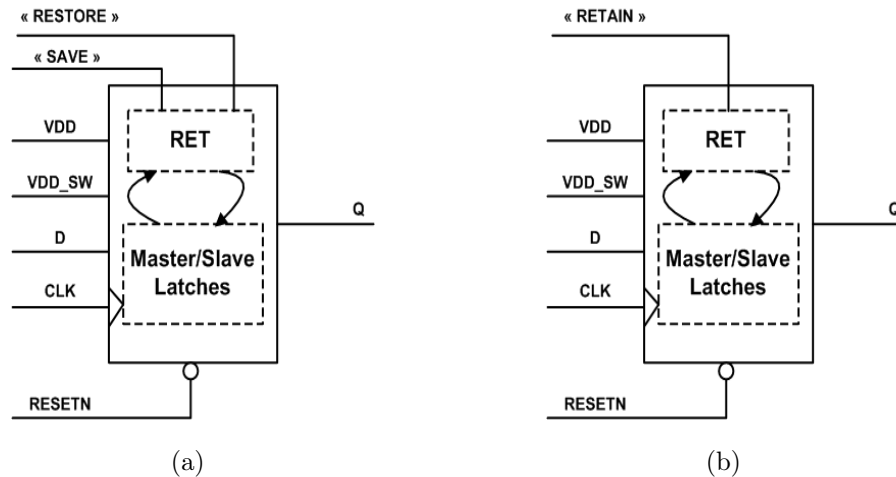 « RESTORE »
« SAVE »
RET
VDD
VDD_SW
Q
D
Master/Slave
Latches
CLK
RESETN
(a)
« RETAIN »
RET
VDD
VDD_SW
Q
D
Master/Slave
Latches
CLK
RESETN
(b)